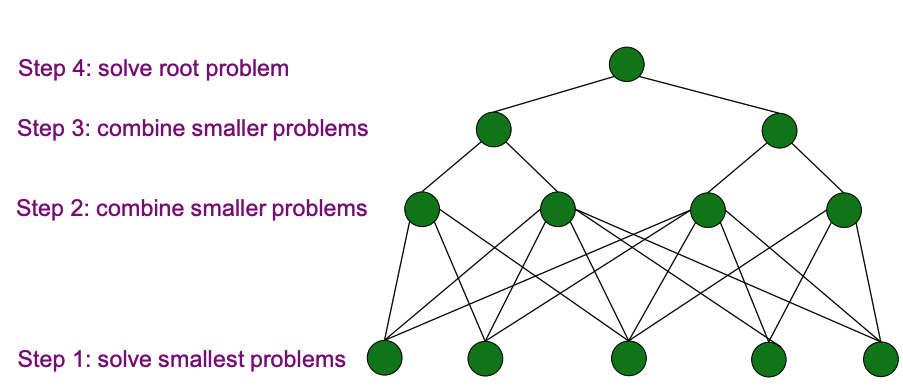 Step 4: solve root problem
Step 3: combine smaller problems
Step 2: combine smaller problems
Step 1: solve smallest problems